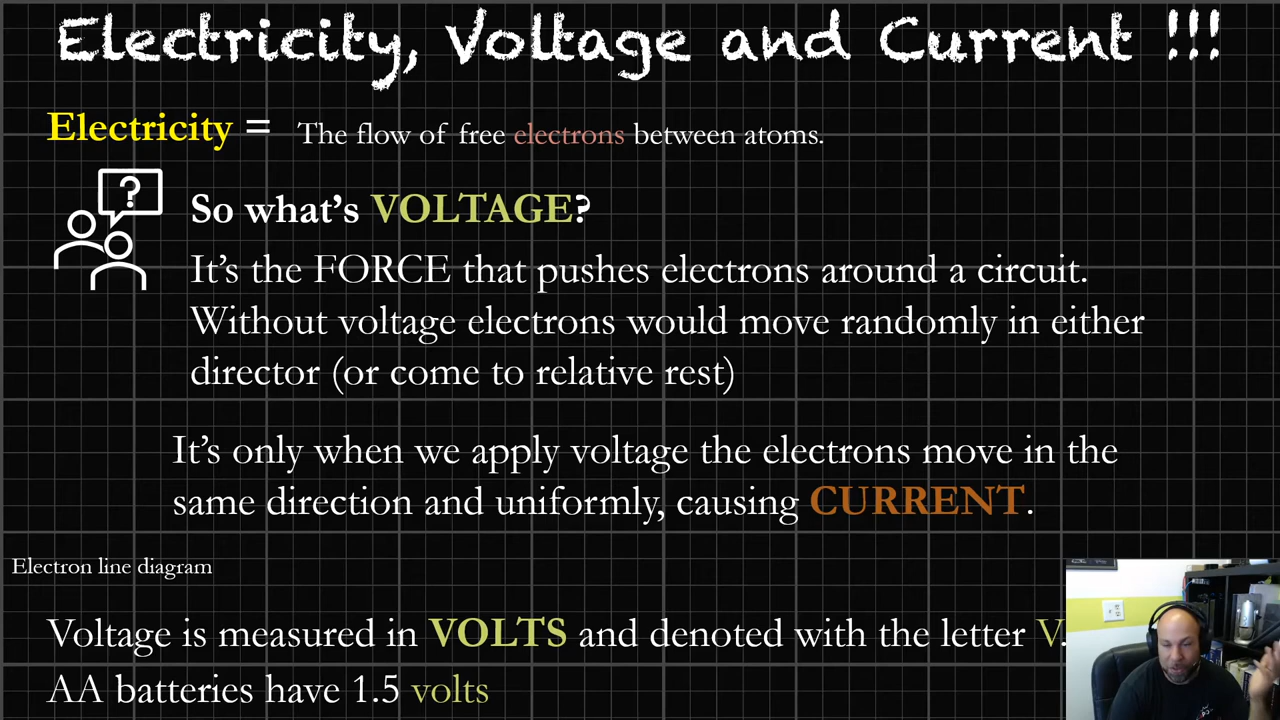 Electricity, Voltage and Current !!!
Electricity = The flow of free electrons between atoms.
?
So what's VOLTAGE?
It's the FORCE that pushes electrons around a circuit.
Without voltage electrons would move randomly in either
director (or come to relative rest)
It's only when we apply voltage the electrons move in the
same direction and uniformly, causing CURRENT.
Electron line diagram
Voltage is measured in VOLTS and denoted with the letter V.
AA batteries have 1.5 volts